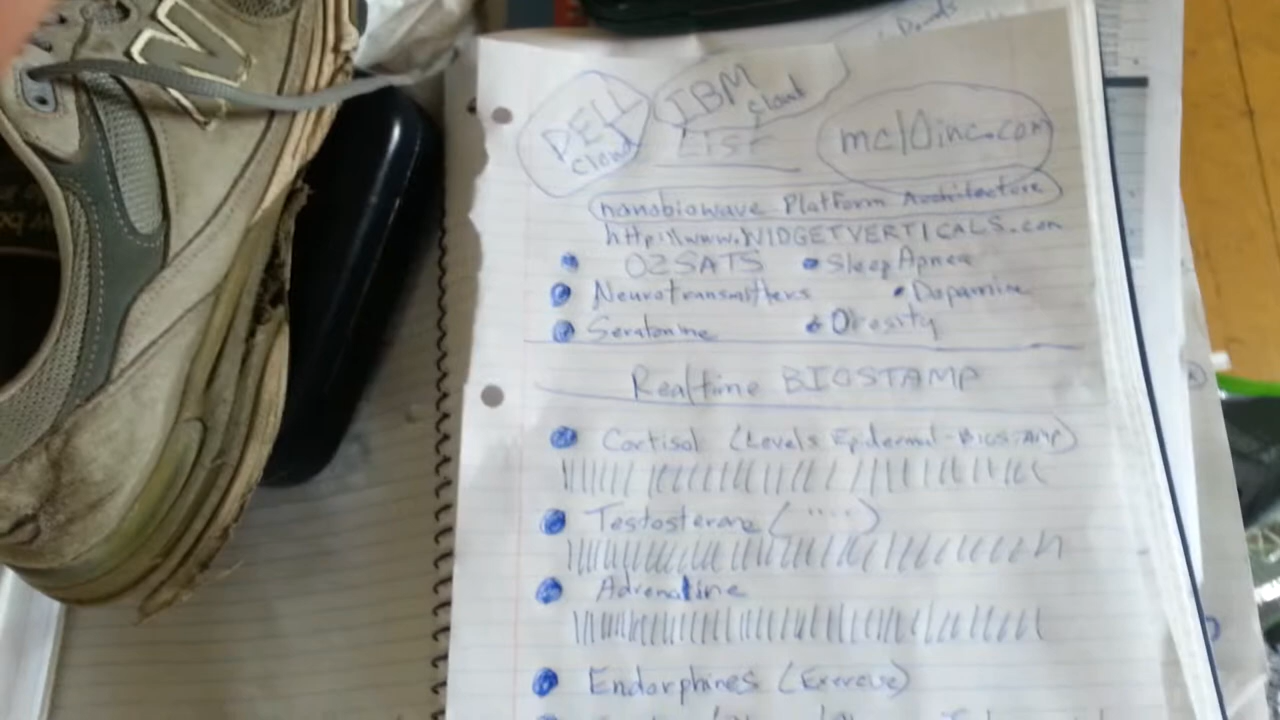 DELL cloud
IBM cloud
List
mc10inc.com
nanobiowave Platform Architecture
http://www.WIDGETVERTICALS.com
O2SATS
Sleep Apnea
Neurotransmitters
Dopamine
Seratonine
Obesity
Realtime BIOSTAMP
Cortisol (Levels Epidermal-BIOSTAMP)
Testosterone ( '''' )
Adrenaline
Endorphines (Exercise)
N